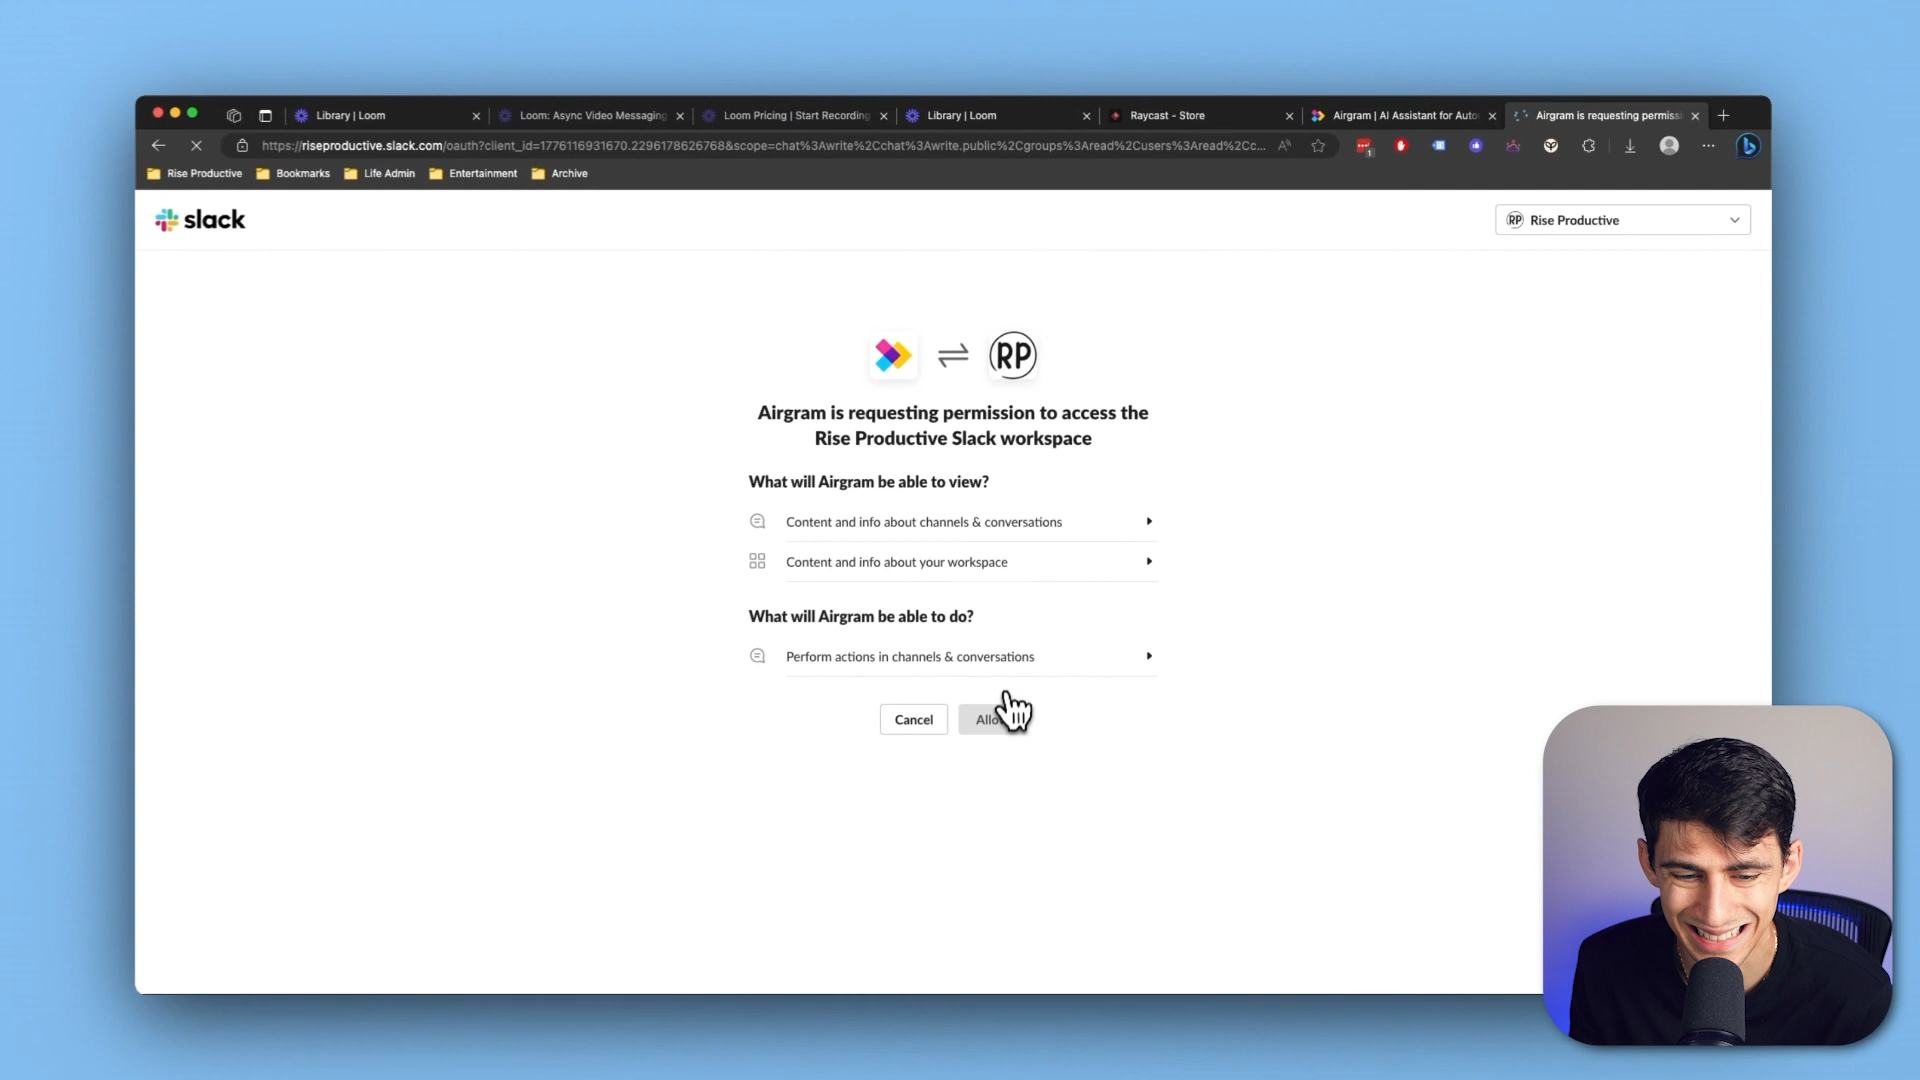 Library | Loom
Loom: Async Video Messaging
Loom Pricing | Start Recording
Library | Loom
Raycast - Store
Airgram | AI Assistant for Auto
Airgram is requesting permissi
https://riseproductive.slack.com/oauth?client_id=1776116931670.2296178626768&scope=chat%3Awrite%2Cchat%3Awrite.public%2Cgroups%3Aread%2Cusers%3Aread%2Cc...
Rise Productive
Bookmarks
Life Admin
Entertainment
Archive
slack
RP Rise Productive
RP
Airgram is requesting permission to access the
Rise Productive Slack workspace
What will Airgram be able to view?
Content and info about channels & conversations
Content and info about your workspace
What will Airgram be able to do?
Perform actions in channels & conversations
Cancel